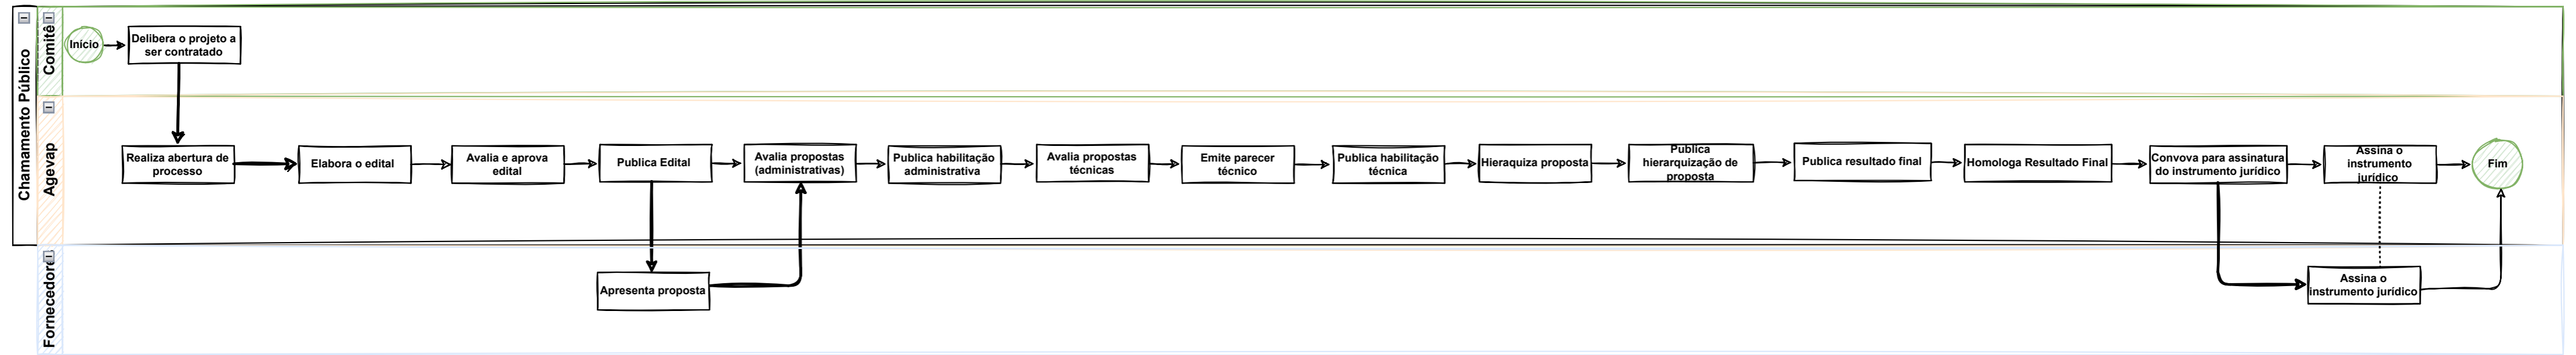 Chamamento Público
Comitê
Início
Delibera o projeto a
ser contratado
Agevap
Realiza abertura de
processo
Elabora o edital
Avalia e aprova
edital
Publica Edital
Avalia propostas
(administrativas)
Publica habilitação
administrativa
Avalia propostas
técnicas
Emite parecer
técnico
Publica habilitação
técnica
Hieraquiza proposta
Publica
hierarquização de
proposta
Publica resultado final
Homologa Resultado Final
Convova para assinatura
do instrumento jurídico
Assina o
instrumento
jurídico
Fim
Fornecedore
Apresenta proposta
Assina o
instrumento jurídico